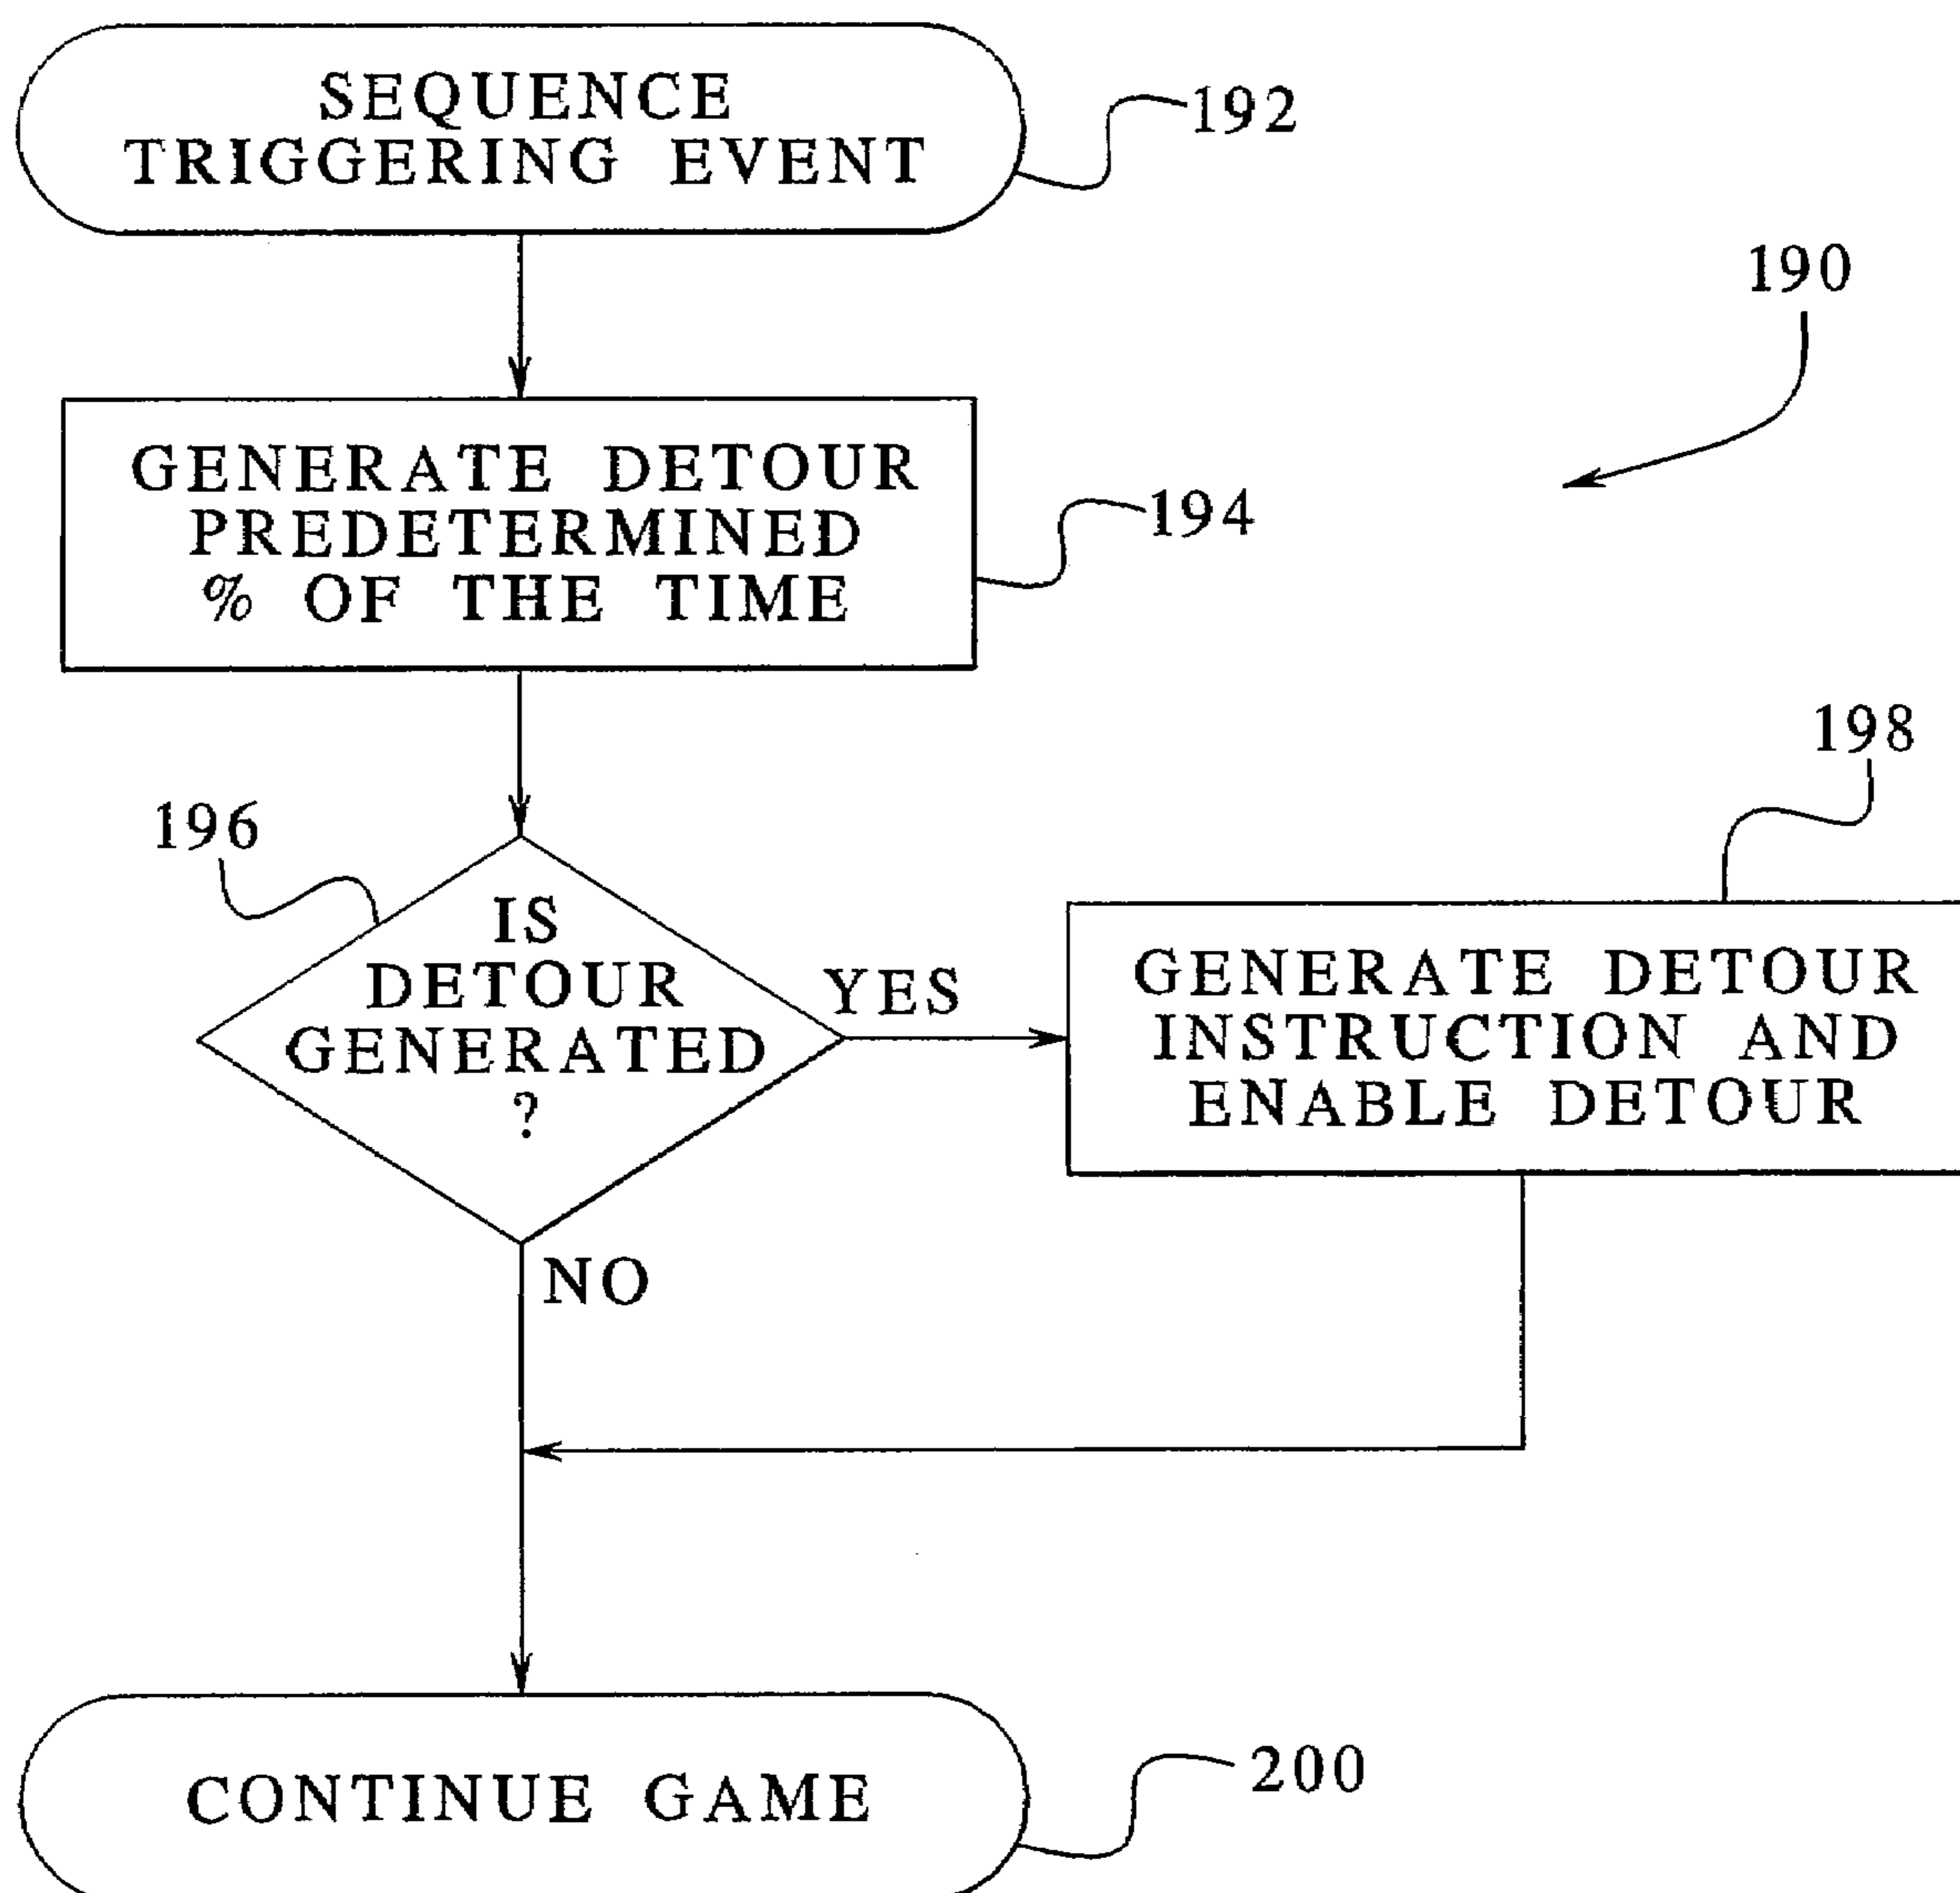 SEQUENCE
TRIGGERING EVENT
192
190
GENERATE DETOUR
PREDETERMINED
% OF THE TIME
194
198
196
IS
DETOUR
GENERATED
?
YES
GENERATE DETOUR
INSTRUCTION AND
ENABLE DETOUR
NO
CONTINUE GAME
200